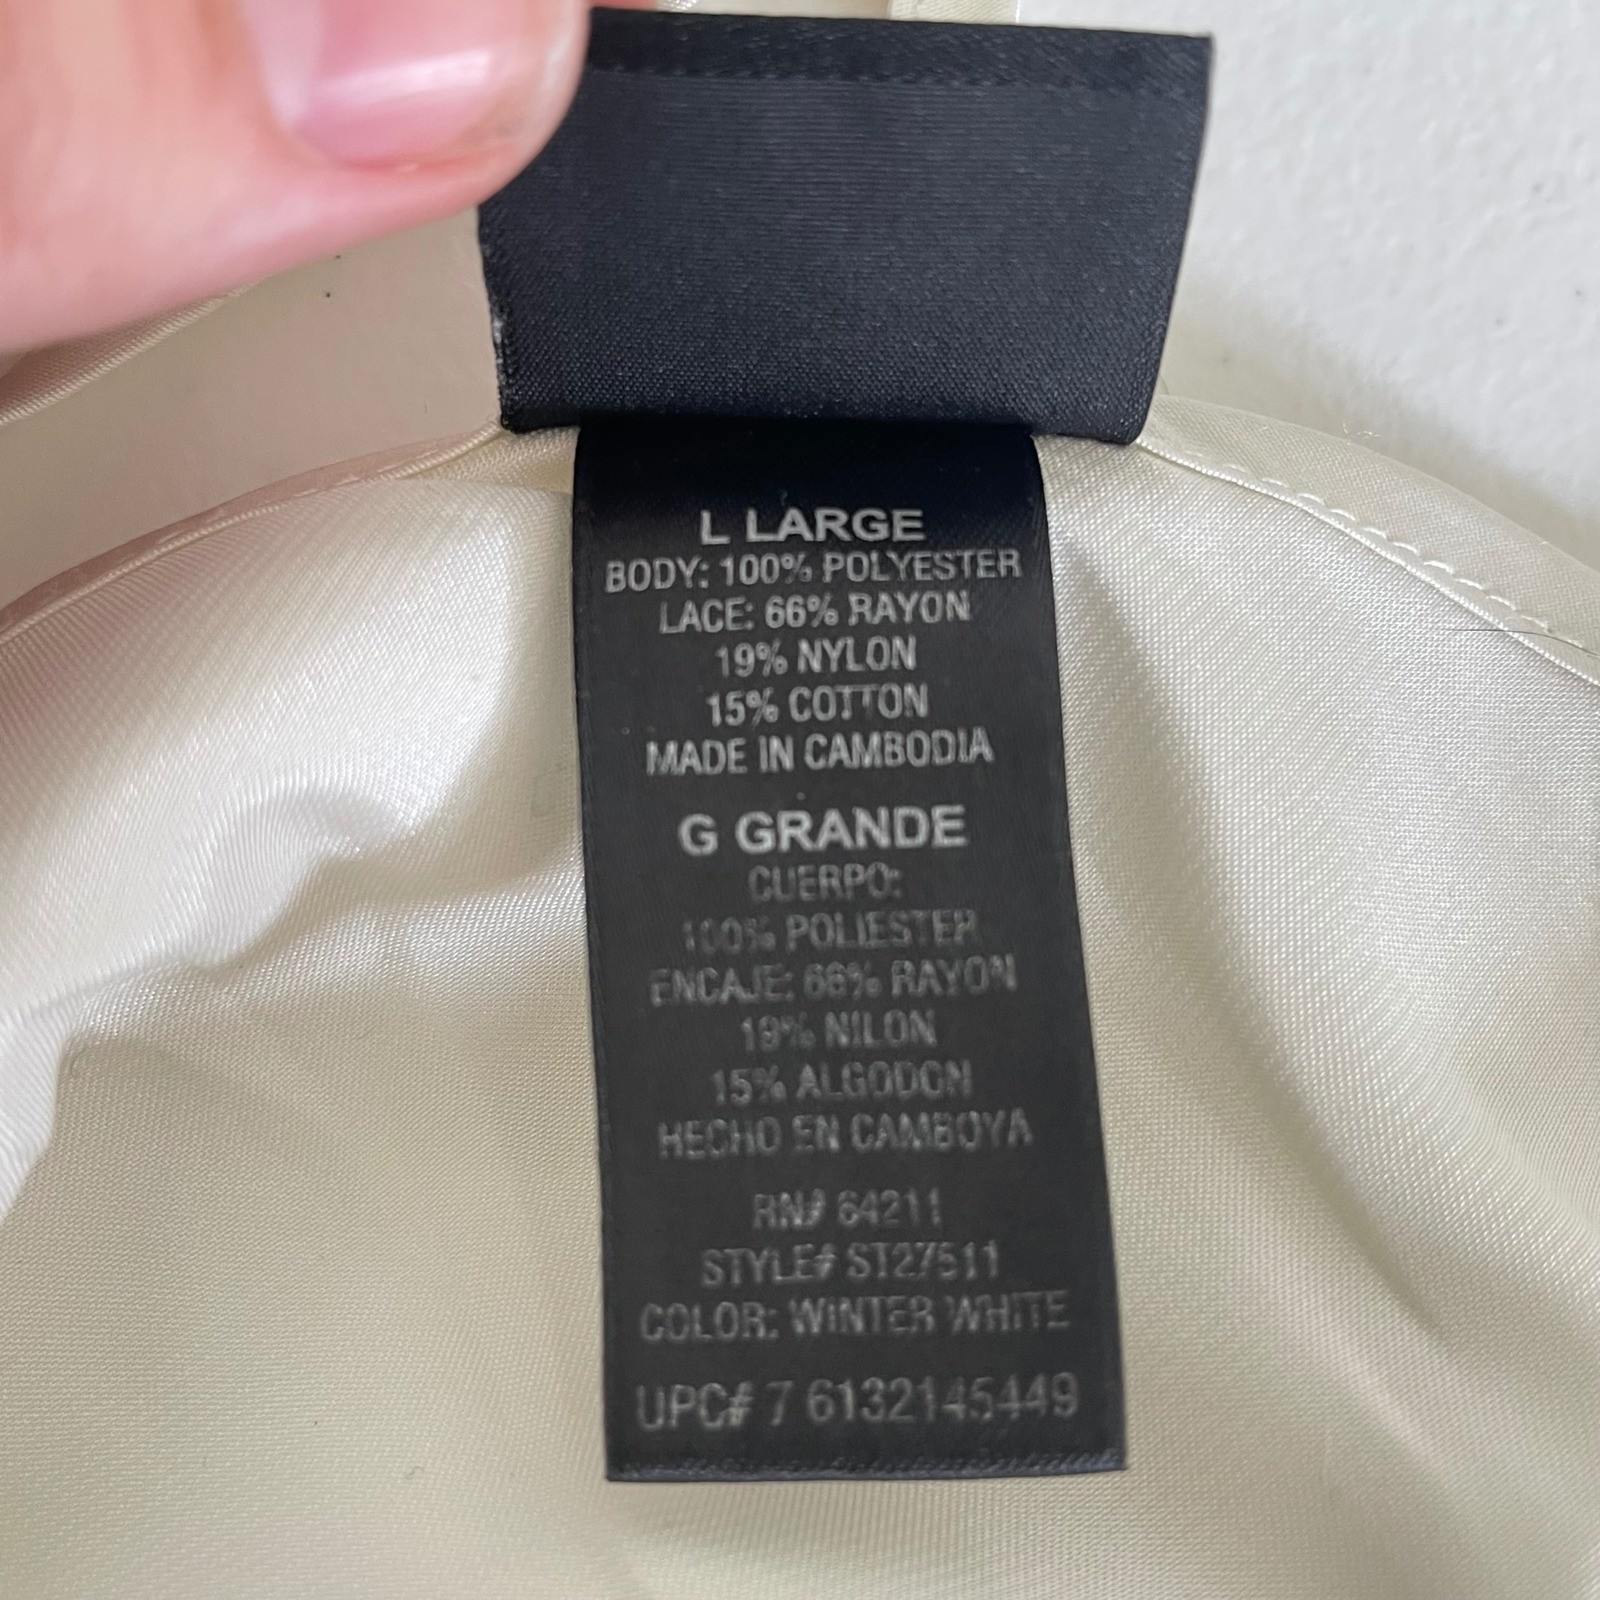 L LARGE
BODY: 100% POLYESTER
LACE: 66% RAYON
19% NYLON
15% COTTON
MADE IN CAMBODIA
G GRANDE
CUERPO:
100% POLIESTER
ENCAJE: 66% RAYON
19% NILON
15% ALGODON
HECHO EN CAMBOYA
RN# 64211
STYLE# ST27511
COLOR: WINTER WHITE
UPC# 7 6132145449